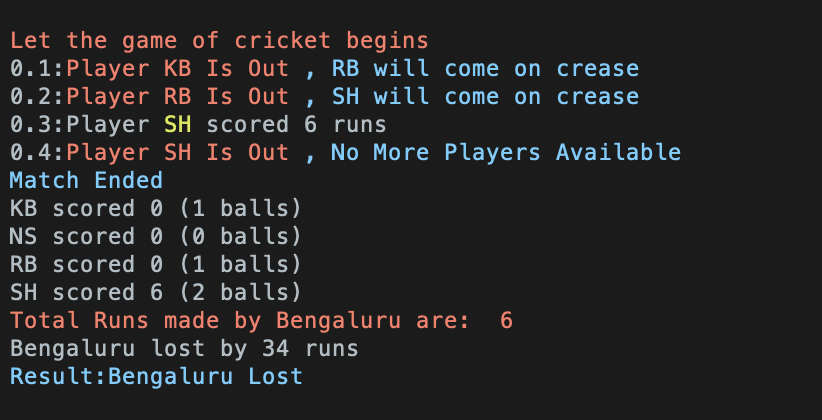 Let the game of cricket begins
0.1:Player KB Is Out , RB will come on crease
0.2:Player RB Is Out , SH will come on crease
0.3:Player SH scored 6 runs
0.4:Player SH Is Out , No More Players Available
Match Ended
KB scored 0 (1 balls)
NS scored 0 (0 balls)
RB scored 0 (1 balls)
SH scored 6 (2 balls)
Total Runs made by Bengaluru are:  6
Bengaluru lost by 34 runs
Result:Bengaluru Lost